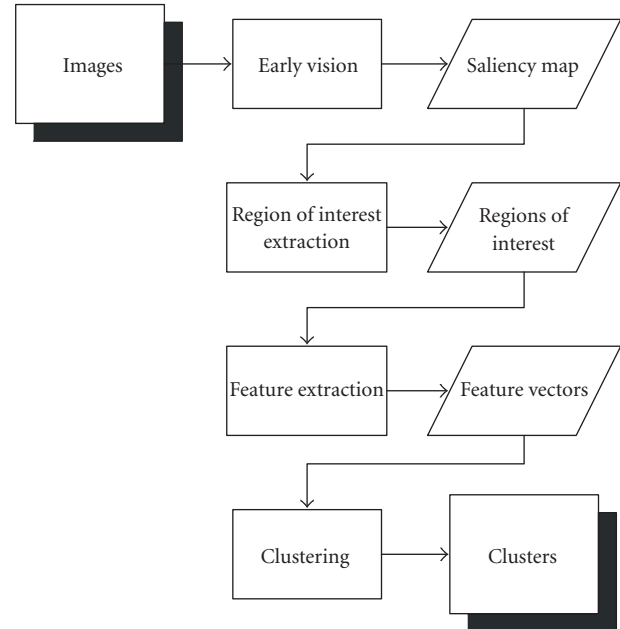 Images
Early vision
Saliency map
Region of interest
extraction
Regions of
interest
Feature extraction
Feature vectors
Clustering
Clusters